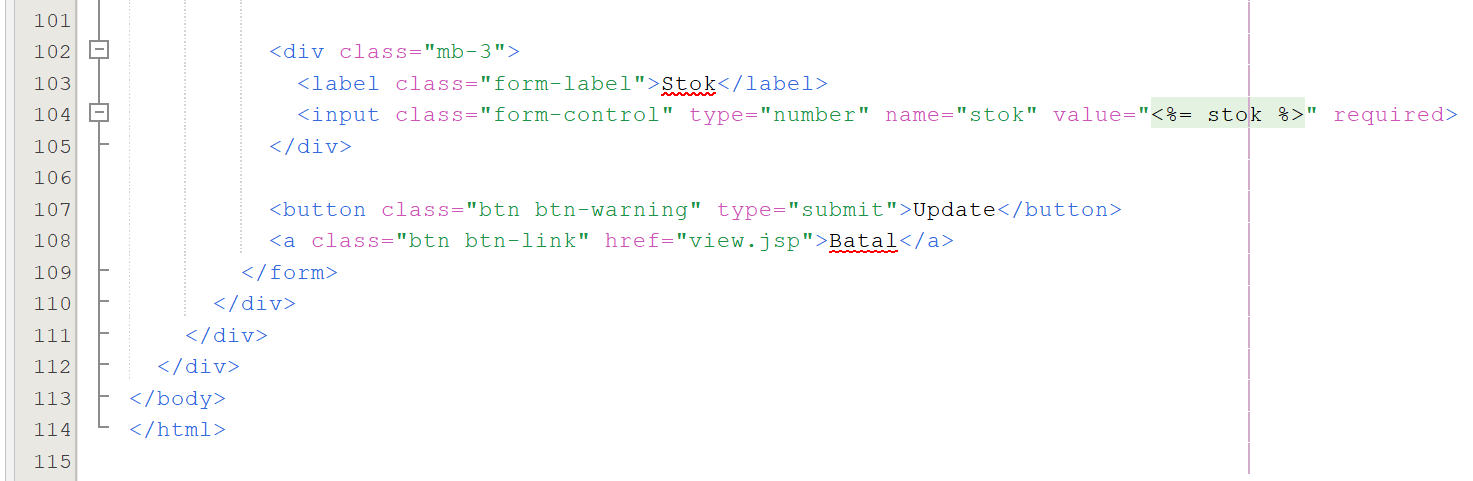 101
102 <div class="mb-3">
103 <label class="form-label">Stok</label>
104 <input class="form-control" type="number" name="stok" value="<%= stok %>" required>
105 </div>
106
107 <button class="btn btn-warning" type="submit">Update</button>
108 <a class="btn btn-link" href="view.jsp">Batal</a>
109 </form>
110 </div>
111 </div>
112 </div>
113 </body>
114 </html>
115